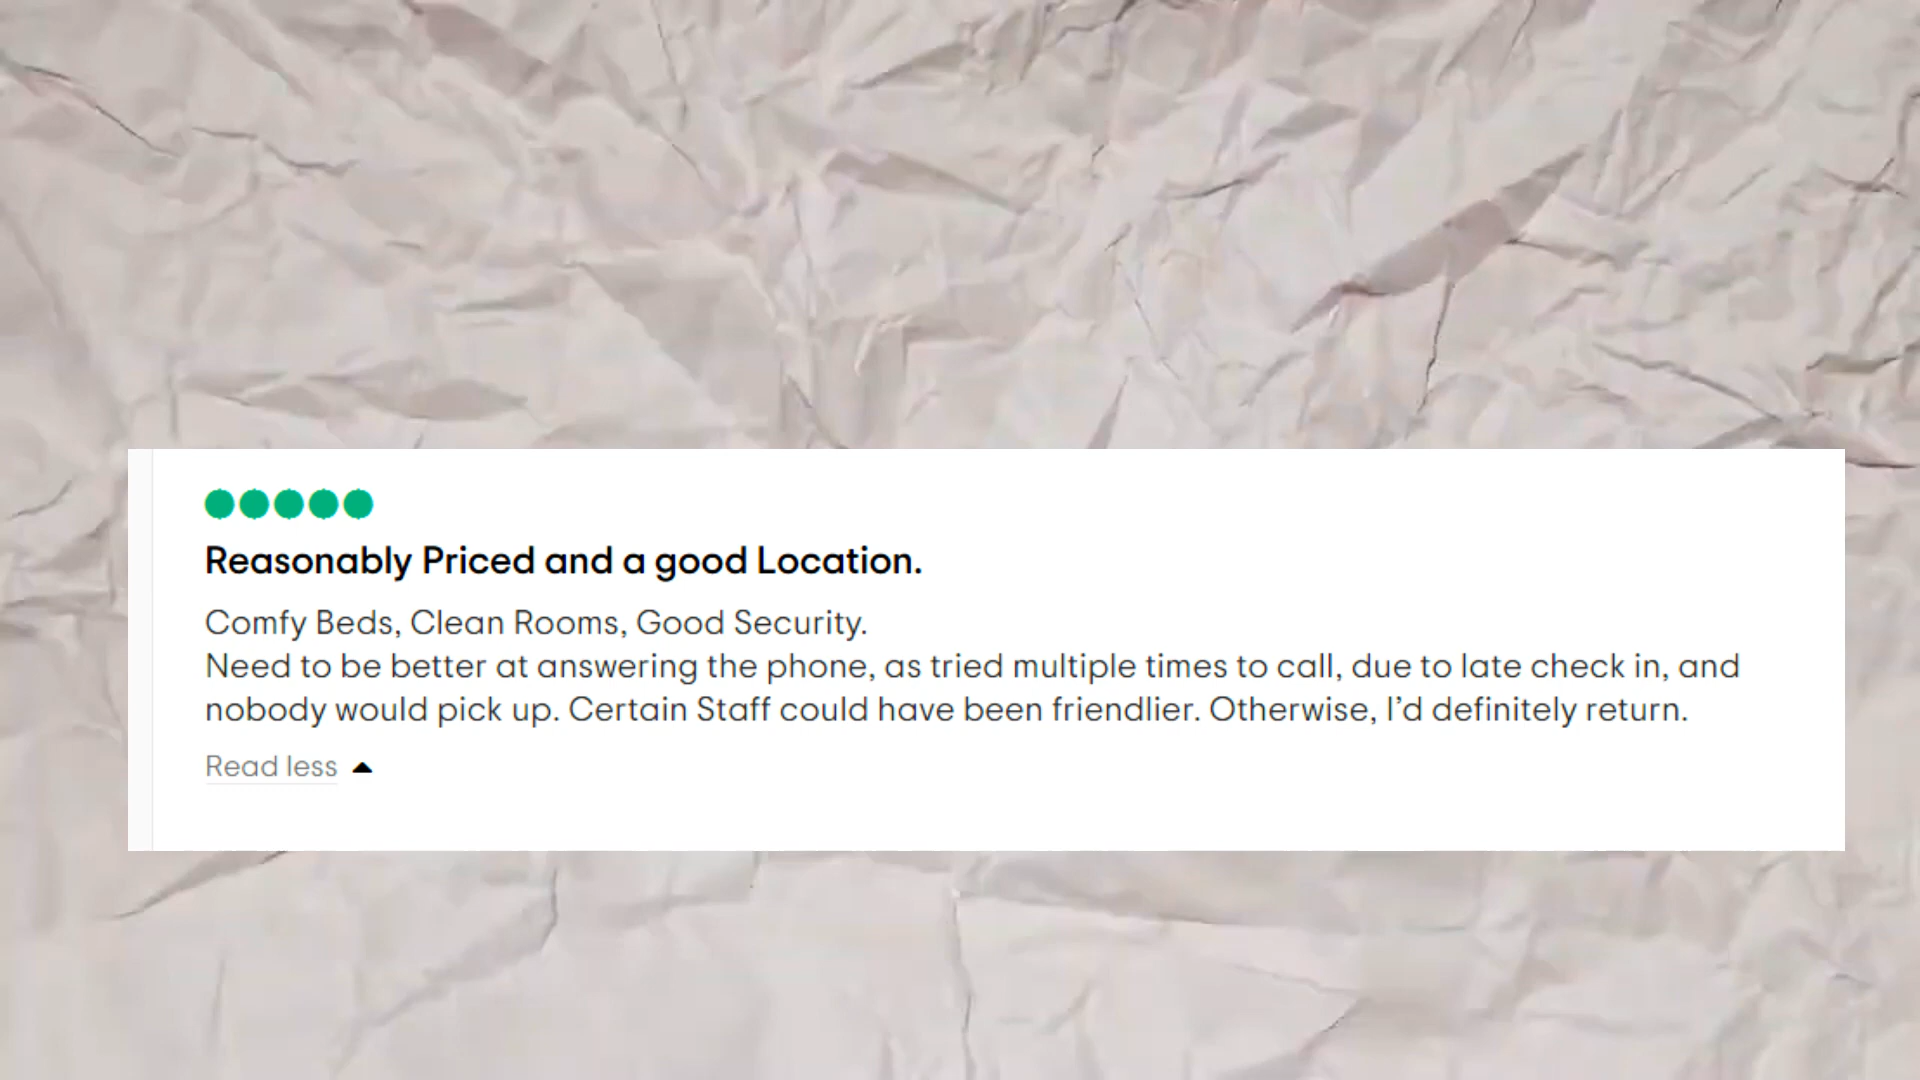 Reasonably Priced and a good Location.
Comfy Beds, Clean Rooms, Good Security.
Need to be better at answering the phone, as tried multiple times to call, due to late check in, and
nobody would pick up. Certain Staff could have been friendlier. Otherwise, I’d definitely return.
Read less